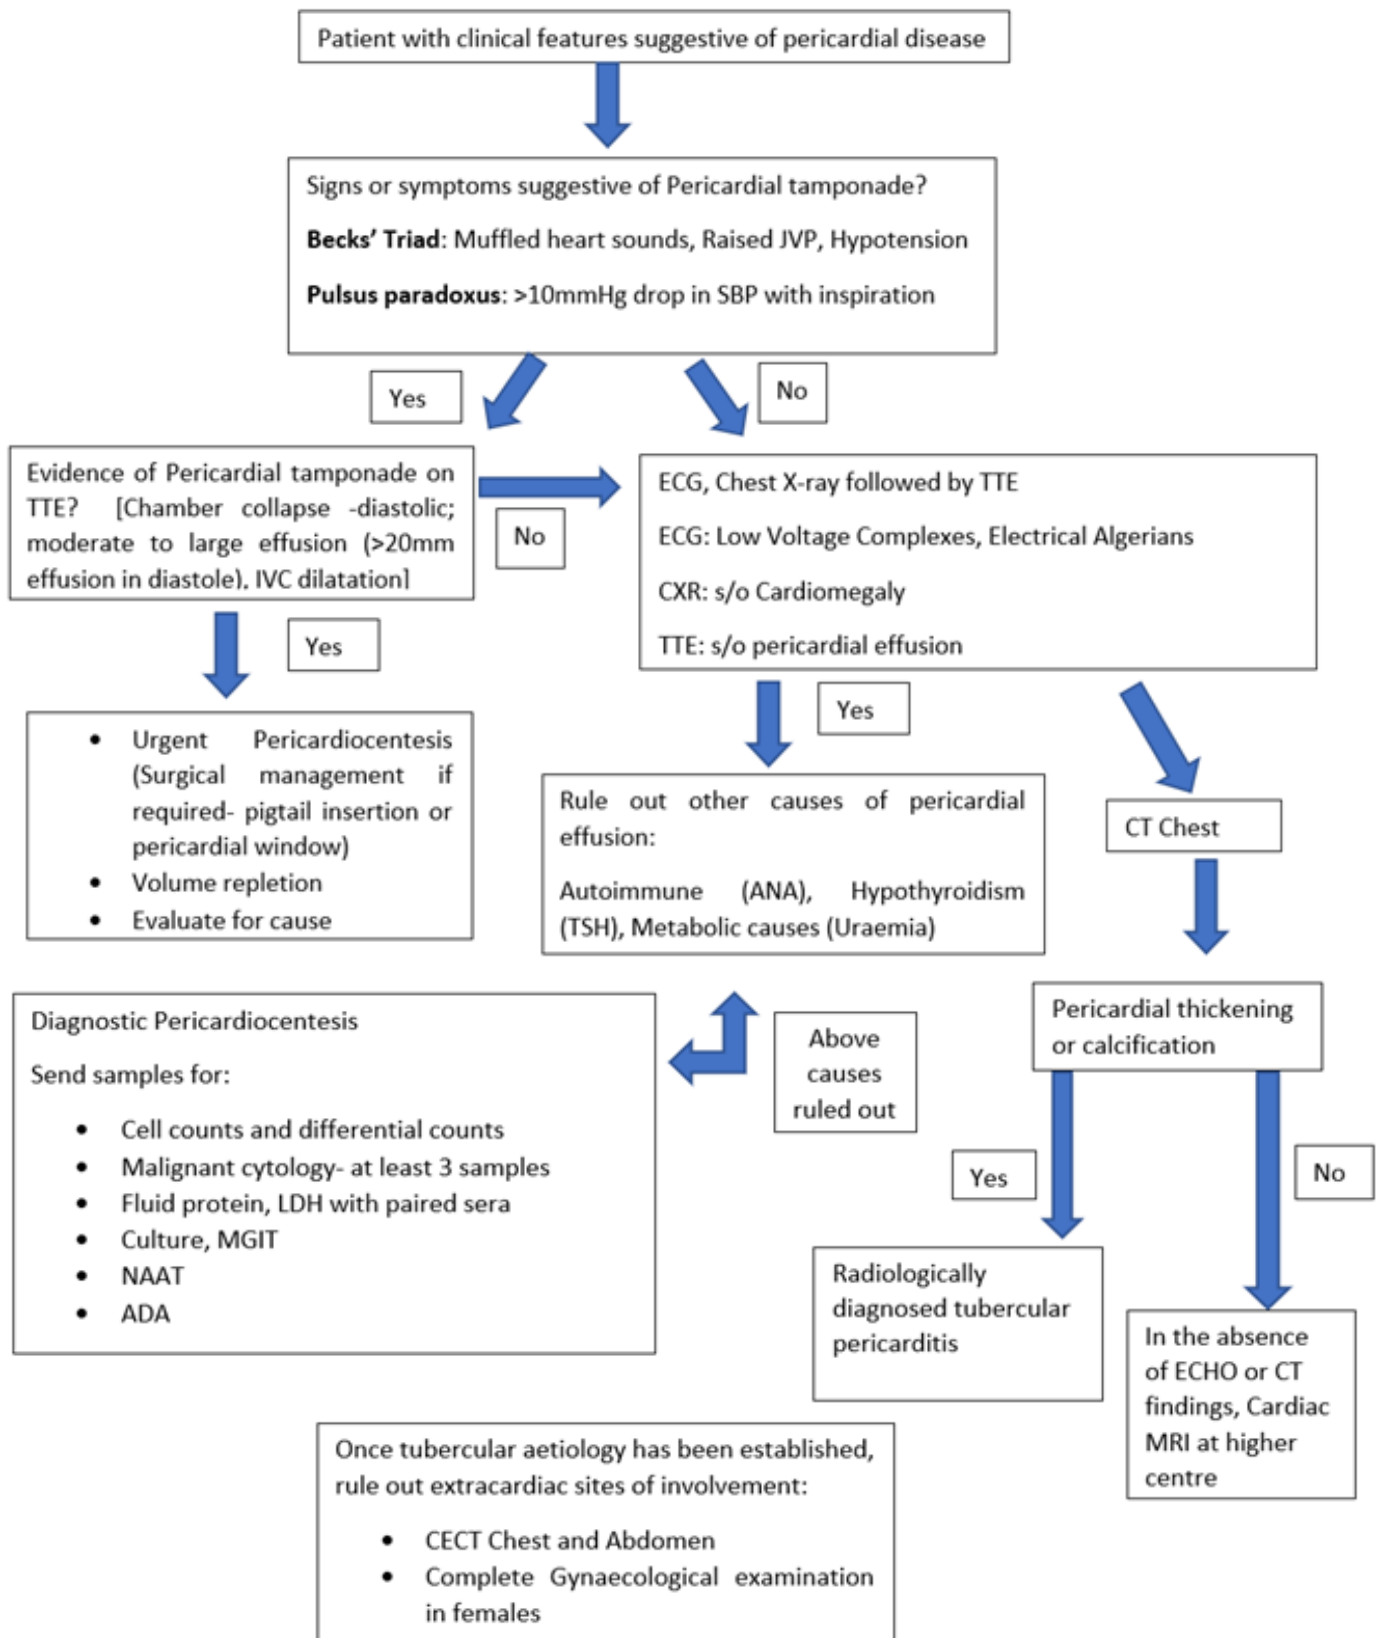 Patient with clinical features suggestive of pericardial disease
Signs or symptoms suggestive of Pericardial tamponade?
Becks’ Triad: Muffled heart sounds, Raised JVP, Hypotension
Pulsus paradoxus: >10mmHg drop in SBP with inspiration
Yes
No
Evidence of Pericardial tamponade on
TTE? [Chamber collapse -diastolic;
moderate to large effusion (>20mm
effusion in diastole), IVC dilatation]
No
ECG, Chest X-ray followed by TTE
ECG: Low Voltage Complexes, Electrical Algerians
CXR: s/o Cardiomegaly
TTE: s/o pericardial effusion
Yes
Yes
• Urgent Pericardiocentesis
(Surgical management if
required- pigtail insertion or
pericardial window)
• Volume repletion
• Evaluate for cause
Rule out other causes of pericardial
effusion:
Autoimmune (ANA), Hypothyroidism
(TSH), Metabolic causes (Uraemia)
CT Chest
Diagnostic Pericardiocentesis
Send samples for:
• Cell counts and differential counts
• Malignant cytology- at least 3 samples
• Fluid protein, LDH with paired sera
• Culture, MGIT
• NAAT
• ADA
Above
causes
ruled out
Pericardial thickening
or calcification
Yes
No
Radiologically
diagnosed tubercular
pericarditis
In the absence
of ECHO or CT
findings, Cardiac
MRI at higher
centre
Once tubercular aetiology has been established,
rule out extracardiac sites of involvement:
• CECT Chest and Abdomen
• Complete Gynaecological examination
in females